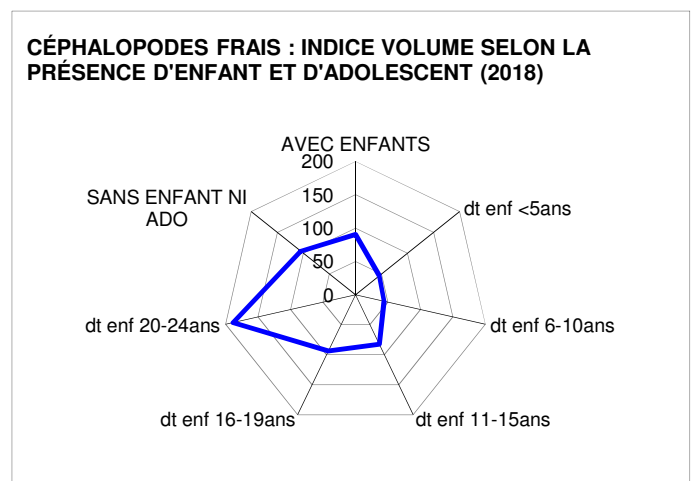 CÉPHALOPODES FRAIS : INDICE VOLUME SELON LA
PRÉSENCE D'ENFANT ET D'ADOLESCENT (2018)
AVEC ENFANTS
200
150
100
50
0
SANS ENFANT NI
ADO
dt enf <5ans
dt enf 20-24ans
dt enf 6-10ans
dt enf 16-19ans
dt enf 11-15ans